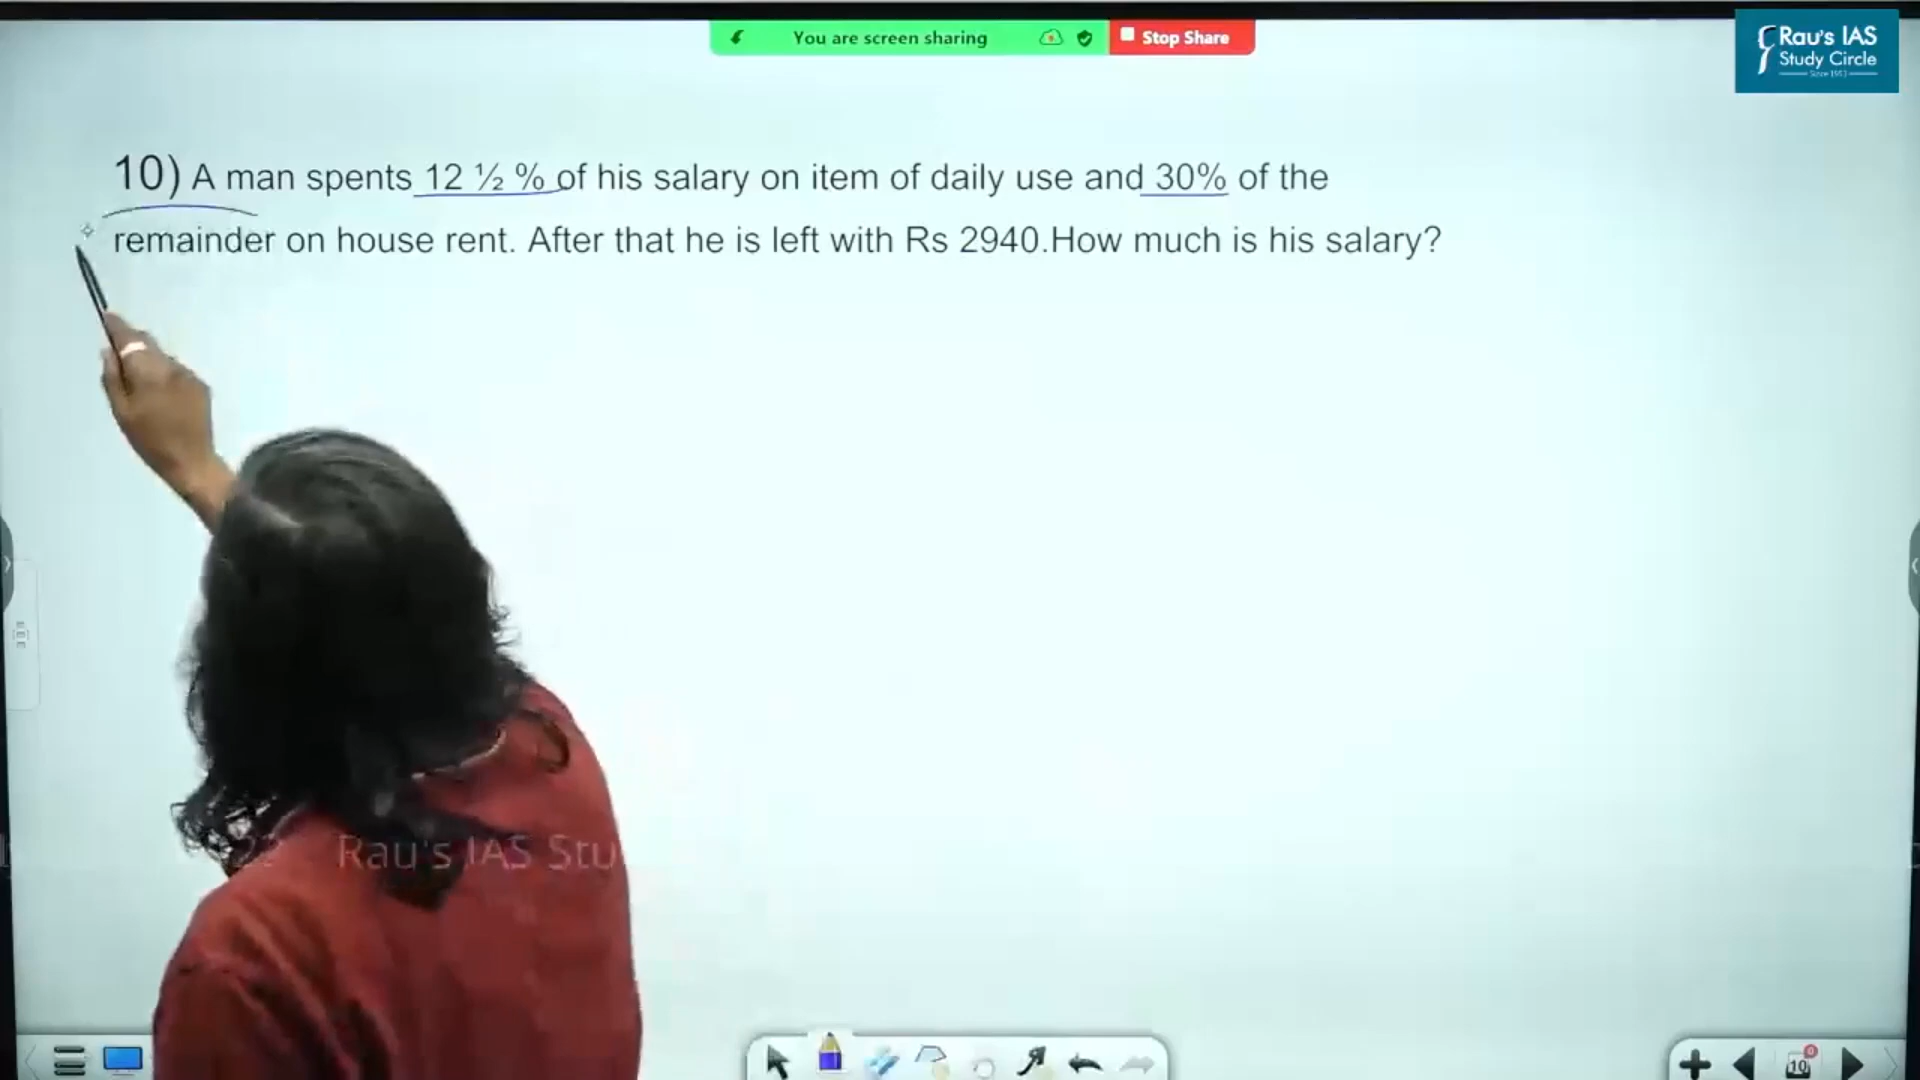 You are screen sharing
Stop Share
Rau's IAS
Study Circle
Since 1953
10) A man spents 12 ½ % of his salary on item of daily use and 30% of the
remainder on house rent. After that he is left with Rs 2940.How much is his salary?
Rau's IAS Stu
10